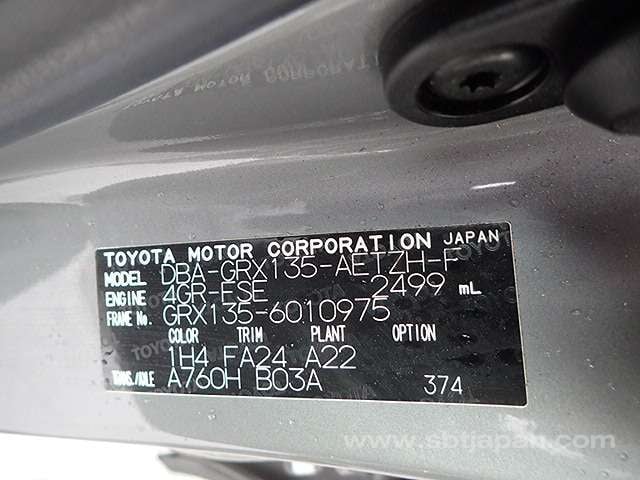 TOYOTA MOTOR CORPORATION JAPAN
MODEL DBA-GRX135-AETZH-F
ENGINE 4GR-FSE 2499 mL
FRAME No. GRX135-6010975
COLOR TRIM PLANT OPTION
1H4 FA24 A22
TRANS./AXLE A760H B03A 374
www.sbtjapan.com